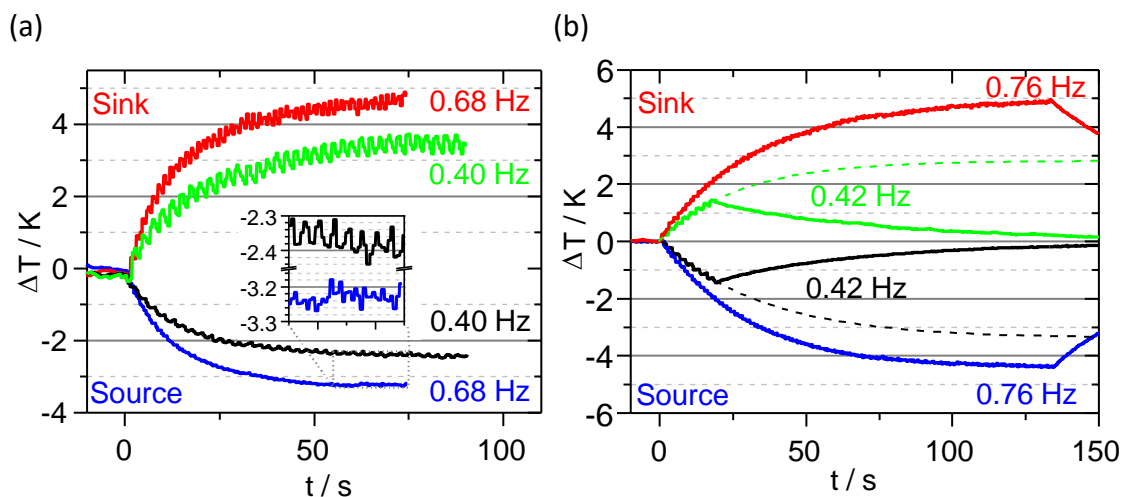 (a)
Sink
0.68 Hz
0.40 Hz
-2.3
-2.4
-3.2
-3.3
0.40 Hz
0.68 Hz
Source
4
2
0
-2
-4
ΔT / K
0
50
100
t / s
(b)
6
4
2
0
-2
-4
-6
ΔT / K
Sink
0.76 Hz
0.42 Hz
0.42 Hz
Source
0.76 Hz
0
50
100
150
t / s